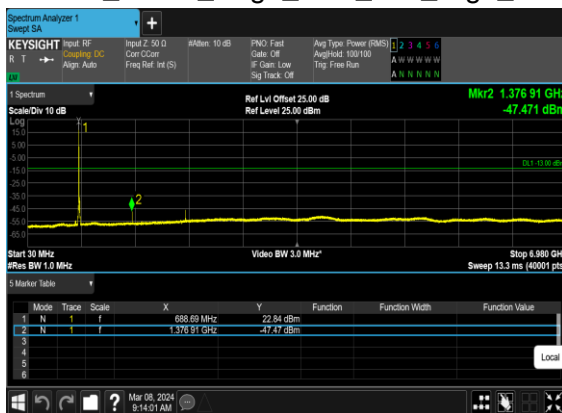 Spectrum Analyzer 1
Swept SA
KEYSIGHT Input: RF Input Z: 50 Ω #Atten: 10 dB PNO: Fast Avg Type: Power (RMS) 1 2 3 4 5 6
R T Coupling: DC Corr CCorr Gate: Off Avg|Hold: 100/100 A W W W W W
Align: Auto Freq Ref: Int (S) IF Gain: Low Trig: Free Run A N N N N N
LXI Sig Track: Off
1 Spectrum Ref Lvl Offset 25.00 dB Mkr2 1.376 91 GHz
Scale/Div 10 dB Ref Level 25.00 dBm -47.471 dBm
Log
15.0 1
5.00
-5.00
-15.0 DL1 -13.00 dBm
-25.0
-35.0
-45.0 2
-55.0
-65.0
Start 30 MHz Video BW 3.0 MHz* Stop 6.980 GHz
#Res BW 1.0 MHz Sweep 13.3 ms (40001 pts)
5 Marker Table
Mode Trace Scale X Y Function Function Width Function Value
1 N 1 f 688.69 MHz 22.84 dBm
2 N 1 f 1.376 91 GHz -47.47 dBm
3
4
5
6
Local
? Mar 08, 2024
9:14:01 AM